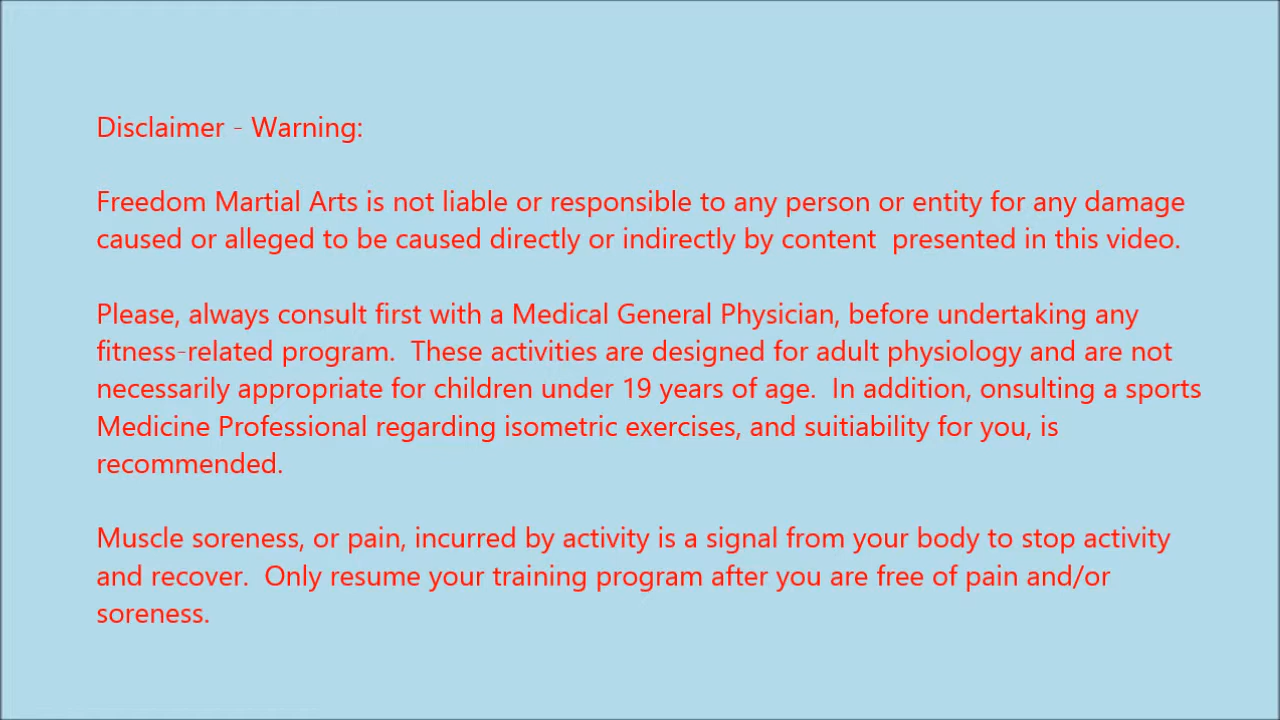 Disclaimer - Warning:
Freedom Martial Arts is not liable or responsible to any person or entity for any damage
caused or alleged to be caused directly or indirectly by content  presented in this video.
Please, always consult first with a Medical General Physician, before undertaking any
fitness-related program.  These activities are designed for adult physiology and are not
necessarily appropriate for children under 19 years of age.  In addition, onsulting a sports
Medicine Professional regarding isometric exercises, and suitiability for you, is
recommended.
Muscle soreness, or pain, incurred by activity is a signal from your body to stop activity
and recover.  Only resume your training program after you are free of pain and/or
soreness.